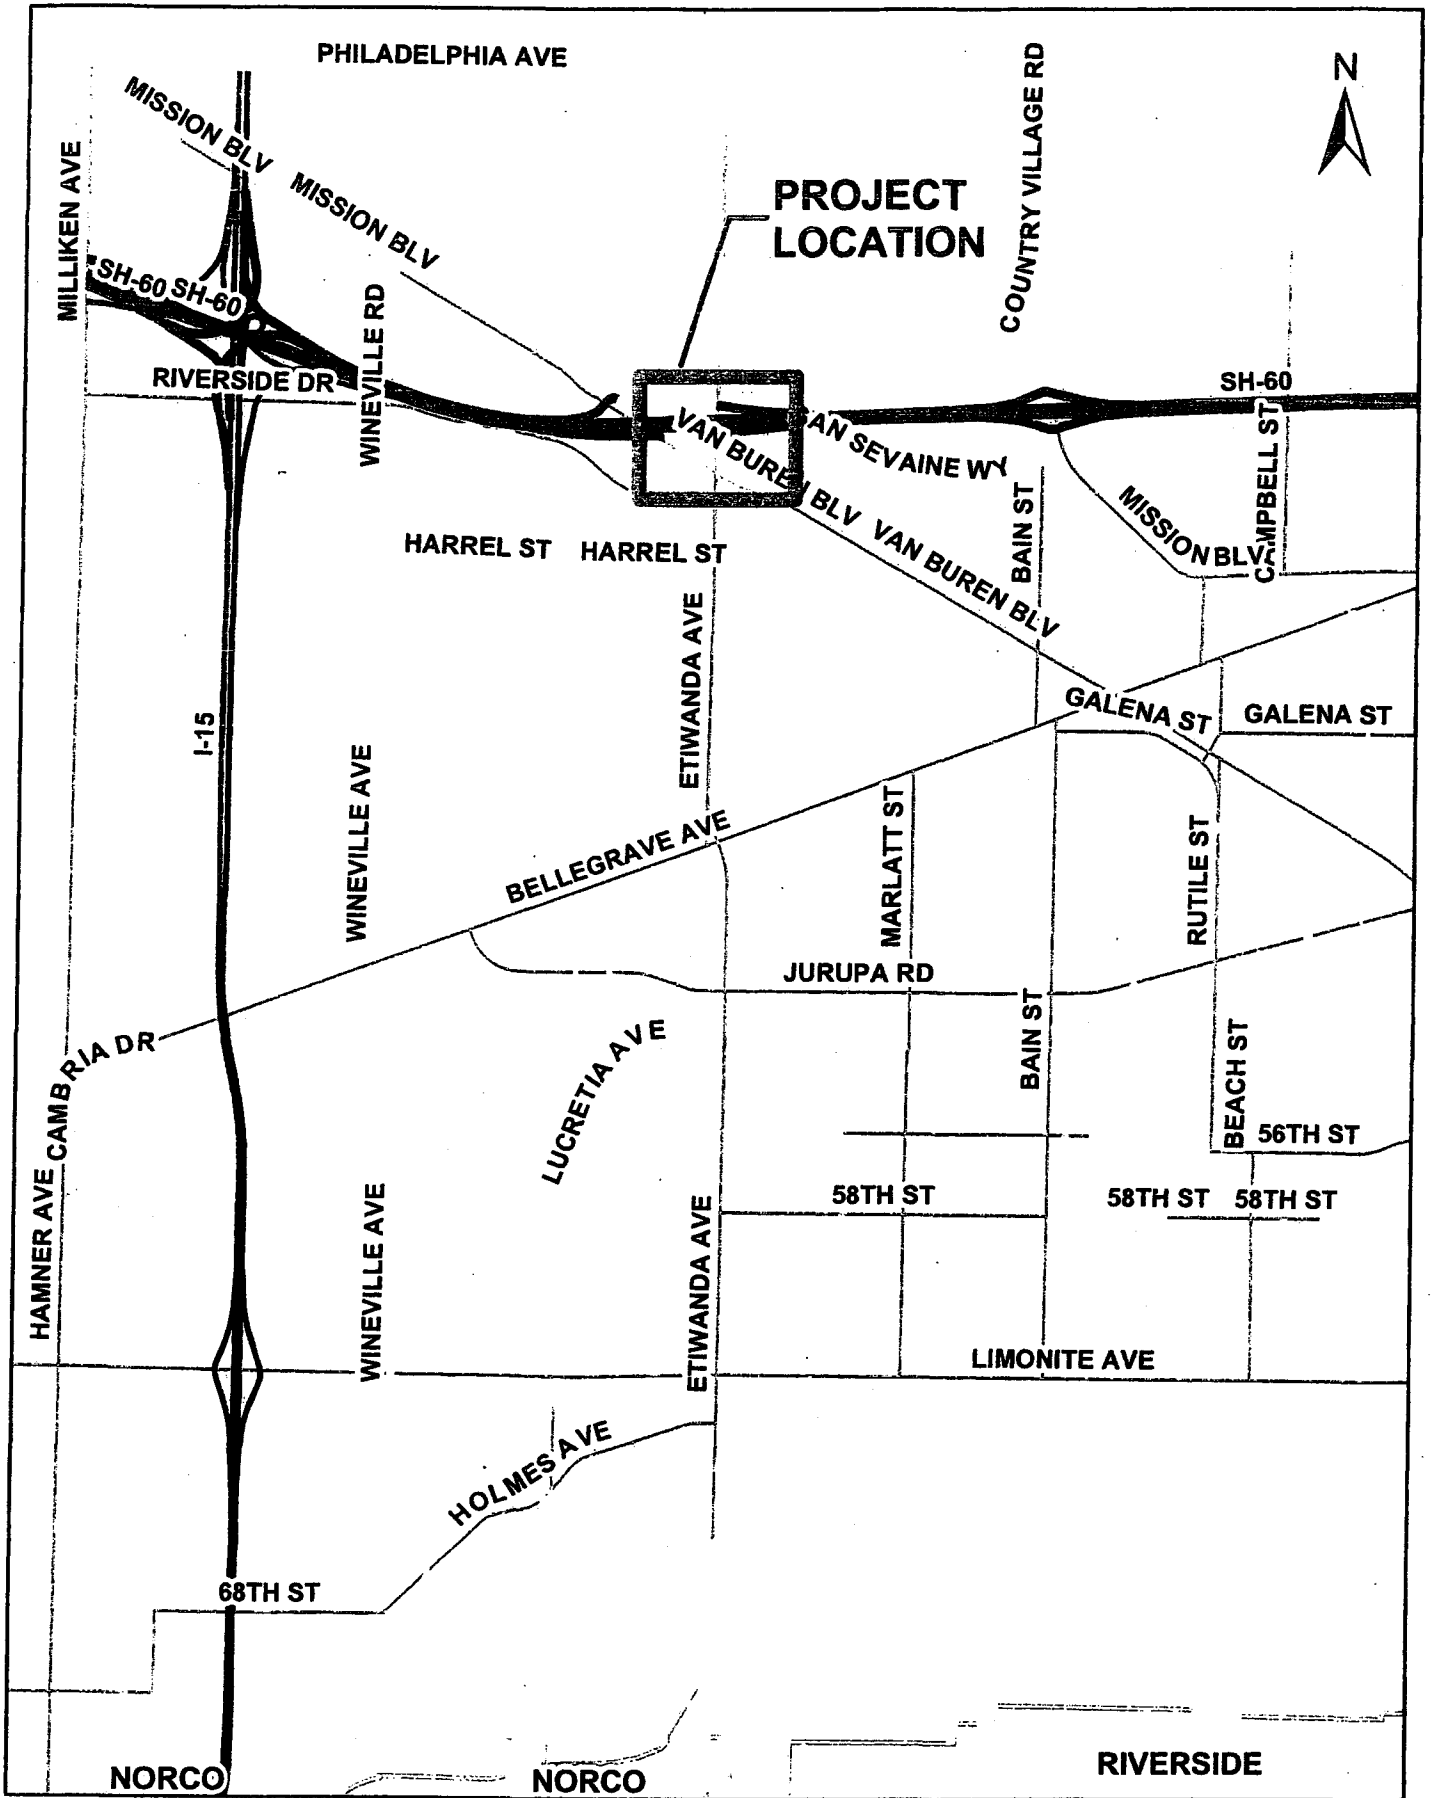 PHILADELPHIA AVE
N
MISSION BLV
COUNTRY VILLAGE RD
MILLIKEN AVE
MISSION BLV
PROJECT
LOCATION
SH-60
SH-60
WINEVILLE RD
RIVERSIDE DR
SH-60
VAN BUREN BLV
SAN SEVAINE WY
CAMPBELL ST
BAIN ST
MISSION BLV
HARREL ST
HARREL ST
VAN BUREN BLV
ETIWANDA AVE
I-15
GALENA ST
GALENA ST
WINEVILLE AVE
BELLEGRAVE AVE
MARLATT ST
RUTILE ST
JURUPA RD
BAIN ST
CAMBRIA DR
LUCRETIA AVE
BEACH ST
56TH ST
HAMNER AVE
WINEVILLE AVE
ETIWANDA AVE
58TH ST
58TH ST
58TH ST
LIMONITE AVE
HOLMES AVE
68TH ST
NORCO
NORCO
RIVERSIDE